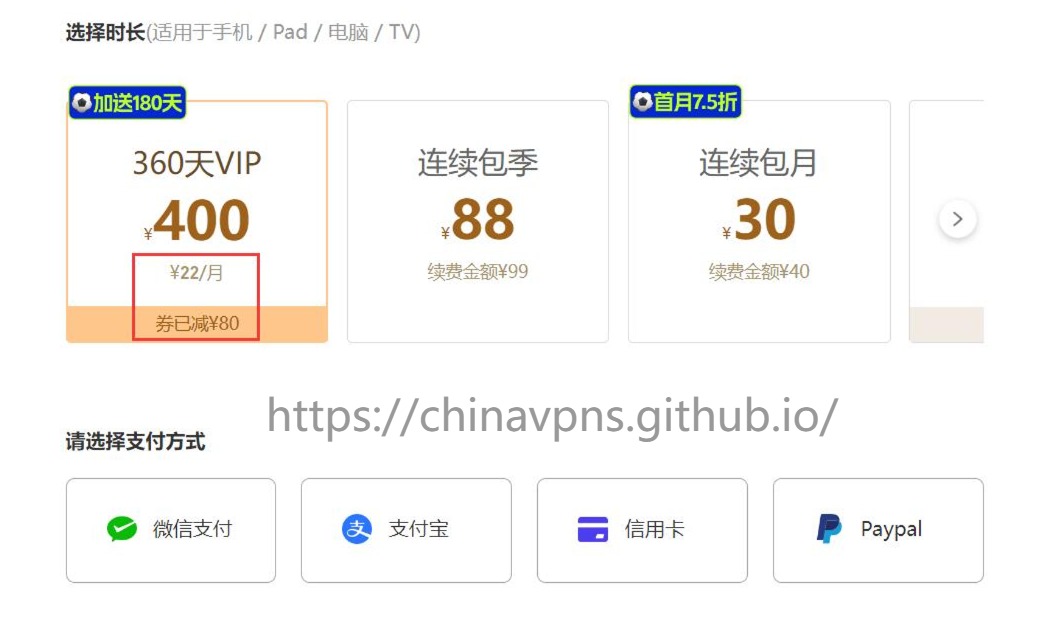 选择时长(适用于手机 / Pad / 电脑 / TV)
加送180天
首月7.5折
360天VIP
连续包季
连续包月
¥400
¥88
¥30
¥22/月
续费金额¥99
续费金额¥40
券已减¥80
https://chinavpns.github.io/
请选择支付方式
微信支付
支 支付宝
信用卡
Paypal